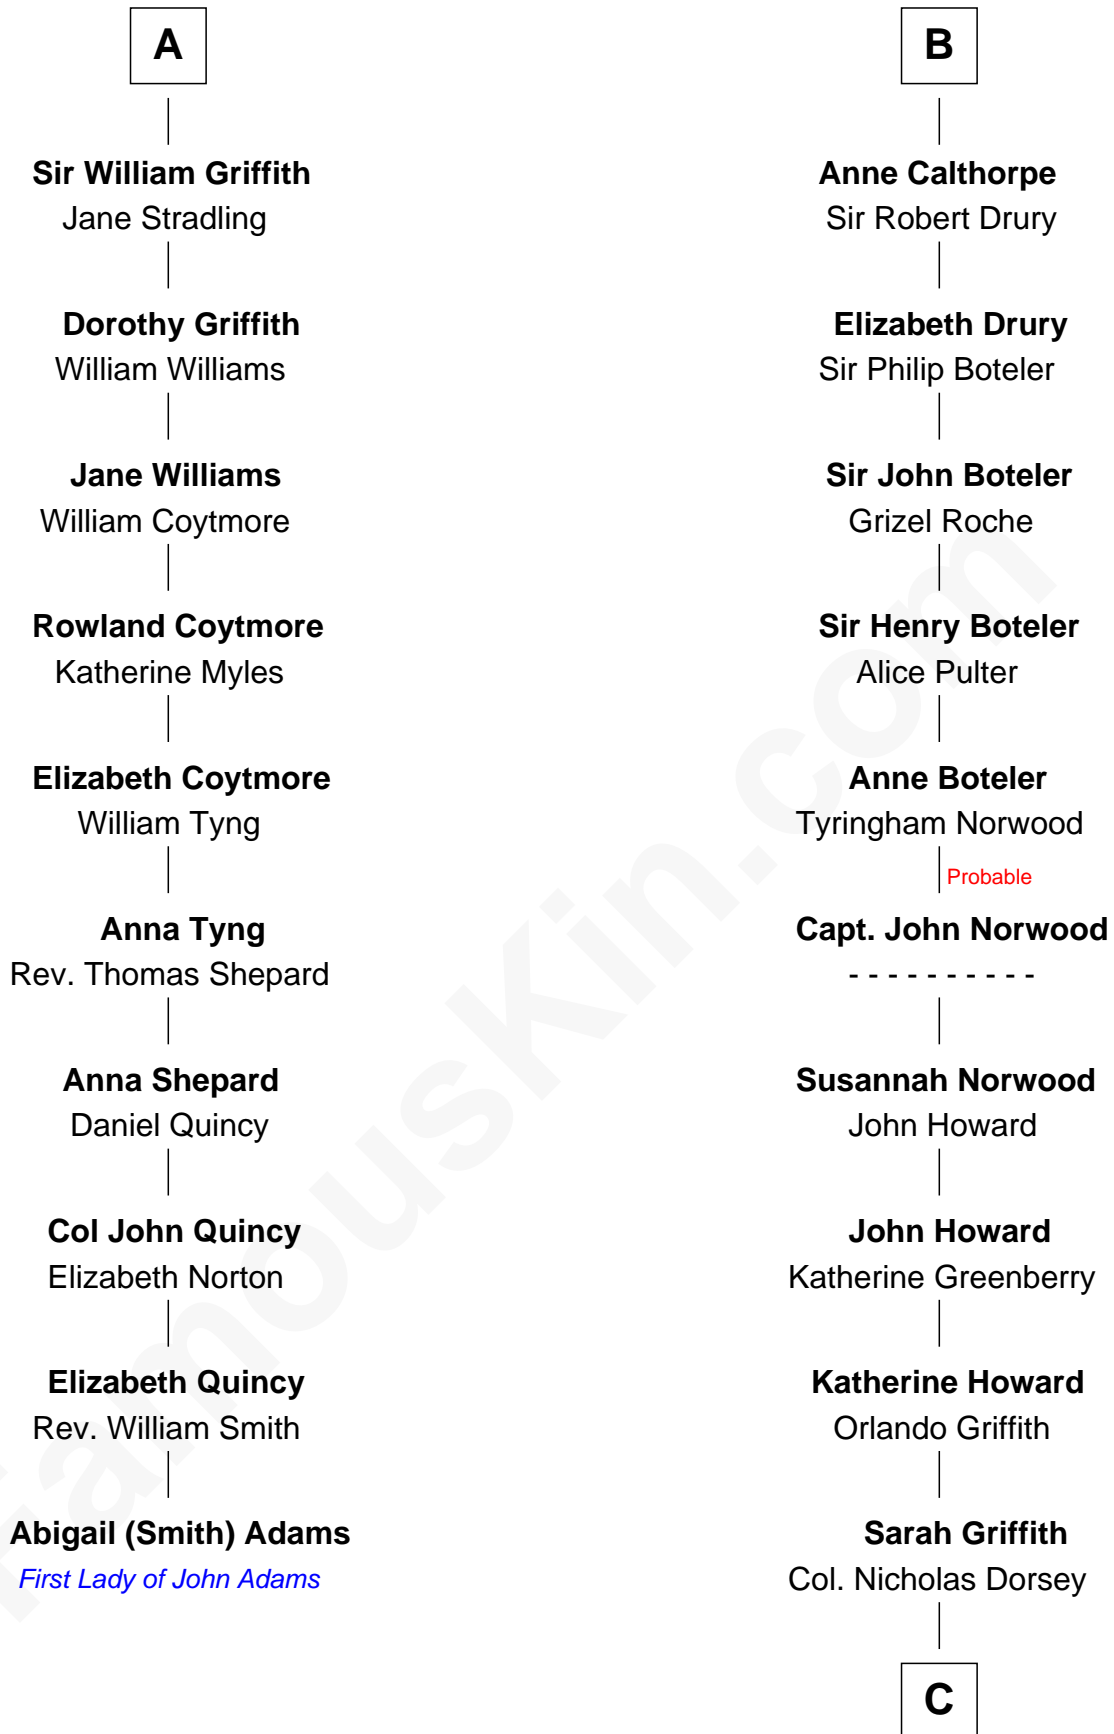 A
Sir William Griffith
Jane Stradling
Dorothy Griffith
William Williams
Jane Williams
William Coytmore
Rowland Coytmore
Katherine Myles
Elizabeth Coytmore
William Tyng
Anna Tyng
Rev. Thomas Shepard
Anna Shepard
Daniel Quincy
Col John Quincy
Elizabeth Norton
Elizabeth Quincy
Rev. William Smith
Abigail (Smith) Adams
First Lady of John Adams
B
Anne Calthorpe
Sir Robert Drury
Elizabeth Drury
Sir Philip Boteler
Sir John Boteler
Grizel Roche
Sir Henry Boteler
Alice Pulter
Anne Boteler
Tyringham Norwood
Probable
Capt. John Norwood
- - - - - - - - - -
Susannah Norwood
John Howard
John Howard
Katherine Greenberry
Katherine Howard
Orlando Griffith
Sarah Griffith
Col. Nicholas Dorsey
C
FamousKin.com